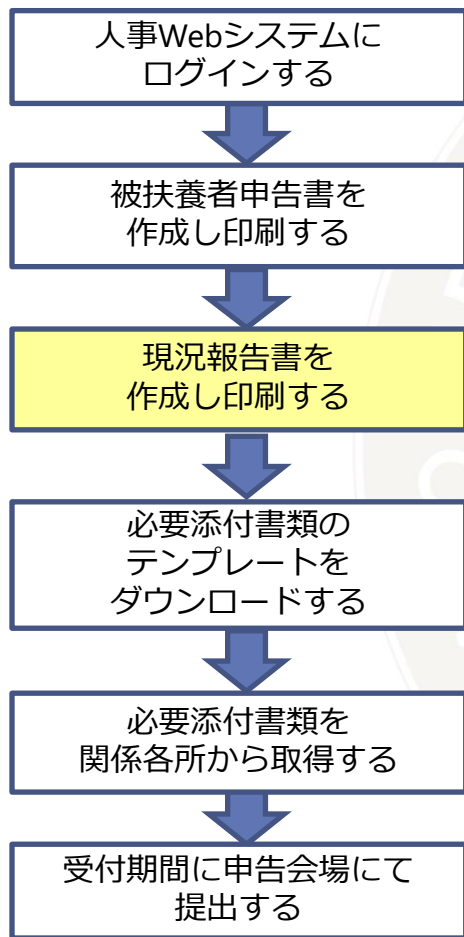 人事Webシステムに
ログインする
被扶養者申告書を
作成し印刷する
現況報告書を
作成し印刷する
必要添付書類の
テンプレートを
ダウンロードする
必要添付書類を
関係各所から取得する
受付期間に申告会場にて
提出する